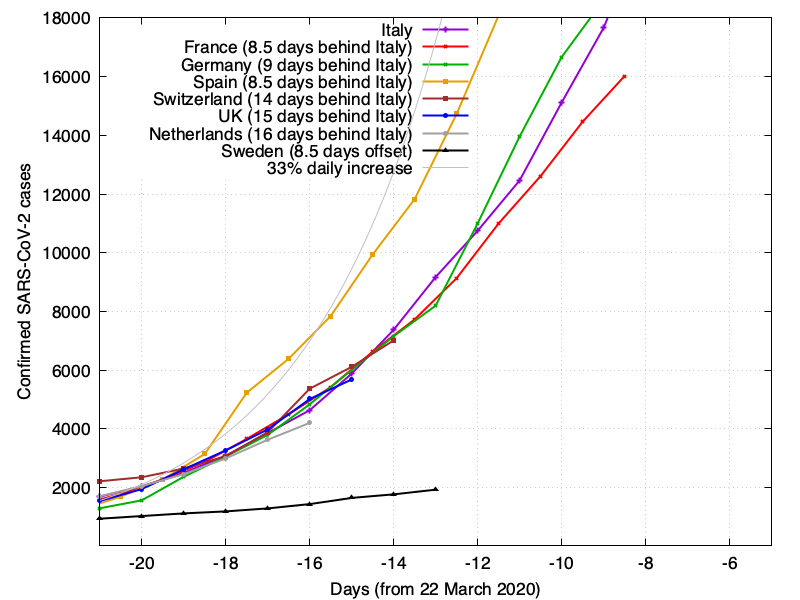 18000
16000
14000
12000
10000
8000
6000
4000
2000
Confirmed SARS-CoV-2 cases
Italy
France (8.5 days behind Italy)
Germany (9 days behind Italy)
Spain (8.5 days behind Italy)
Switzerland (14 days behind Italy)
UK (15 days behind Italy)
Netherlands (16 days behind Italy)
Sweden (8.5 days offset)
33% daily increase
-20 -18 -16 -14 -12 -10 -8 -6
Days (from 22 March 2020)